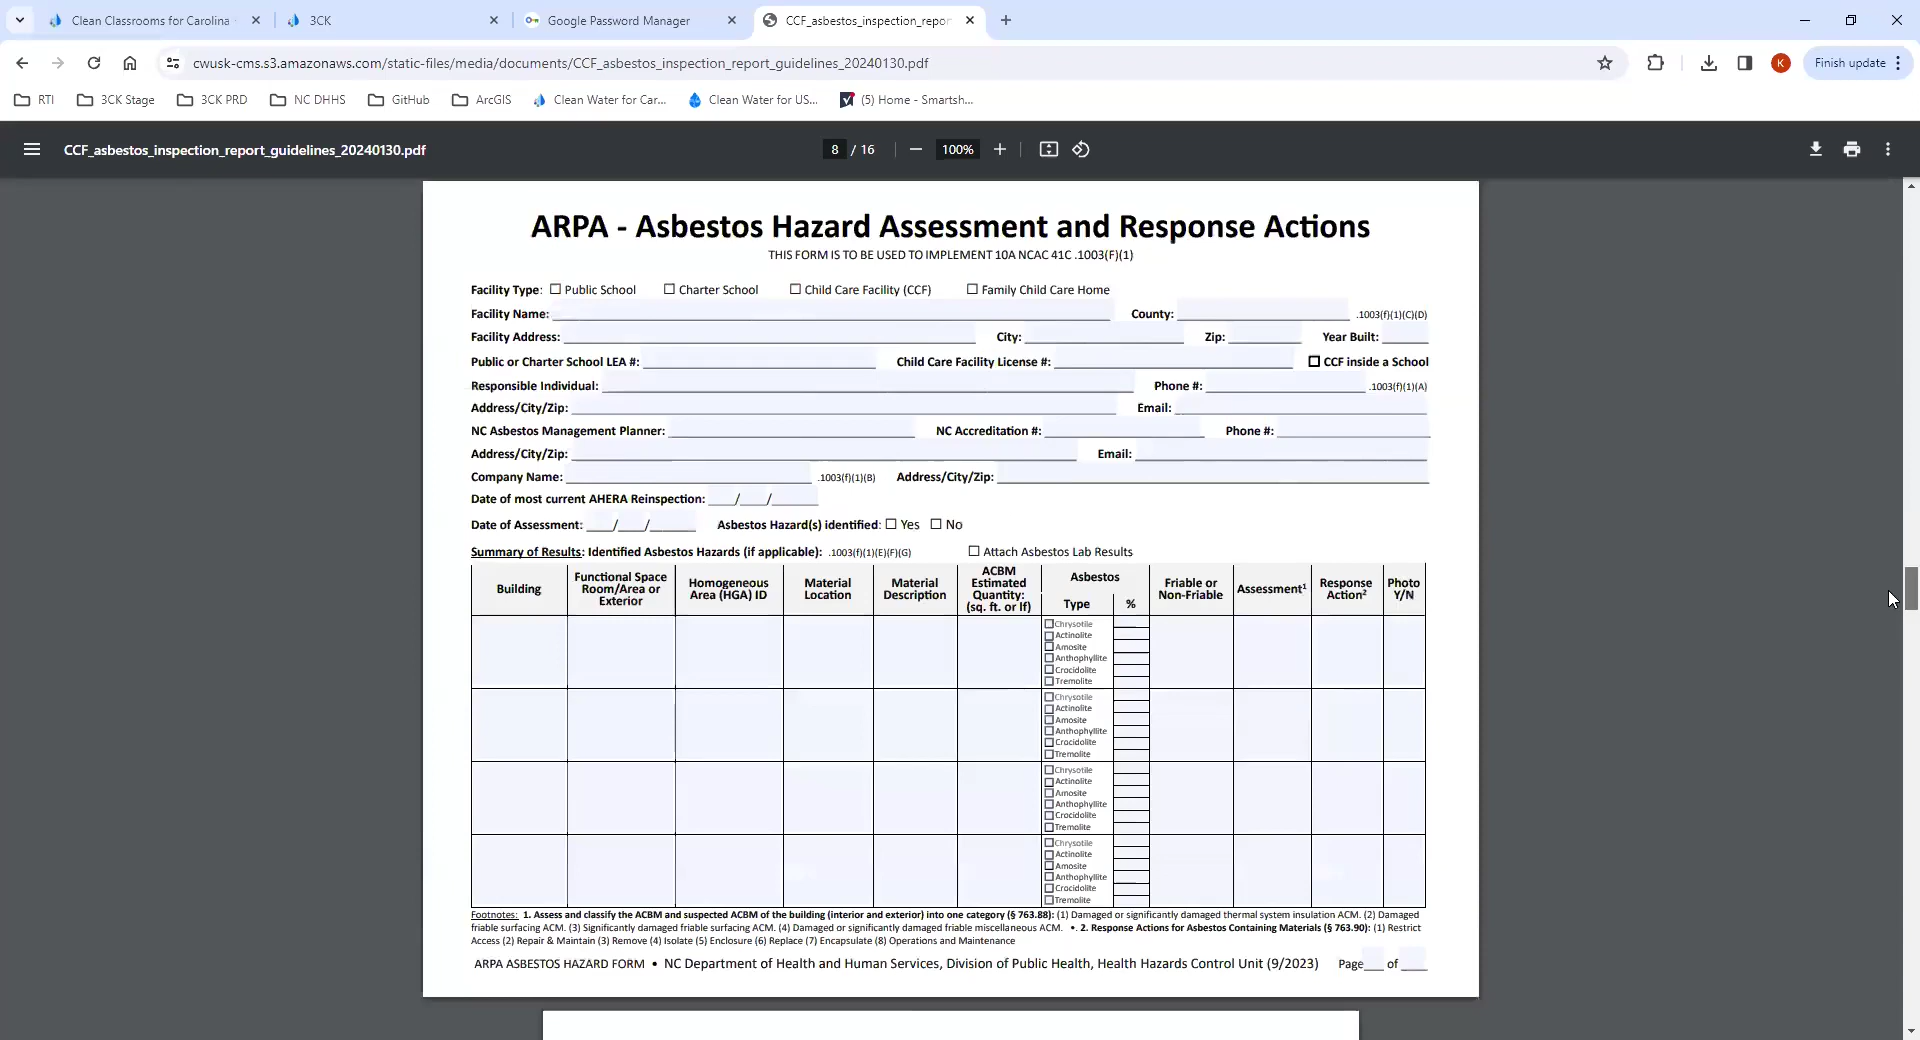 Clean Classrooms for Carolina
3CK
Google Password Manager
CCF_asbestos_inspection_repor
cwusk-cms.s3.amazonaws.com/static-files/media/documents/CCF_asbestos_inspection_report_guidelines_20240130.pdf
K
Finish update
RTI
3CK Stage
3CK PRD
NC DHHS
GitHub
ArcGIS
Clean Water for Car...
Clean Water for US...
(5) Home - Smartsh...
CCF_asbestos_inspection_report_guidelines_20240130.pdf
8 / 16
100%
ARPA - Asbestos Hazard Assessment and Response Actions
THIS FORM IS TO BE USED TO IMPLEMENT 10A NCAC 41C .1003(F)(1)
Facility Type: ☐ Public School ☐ Charter School ☐ Child Care Facility (CCF) ☐ Family Child Care Home
Facility Name: County: .1003(f)(1)(C)(D)
Facility Address: City: Zip: Year Built:
Public or Charter School LEA #: Child Care Facility License #: ☐ CCF inside a School
Responsible Individual: Phone #: .1003(f)(1)(A)
Address/City/Zip: Email:
NC Asbestos Management Planner: NC Accreditation #: Phone #:
Address/City/Zip: Email:
Company Name: .1003(f)(1)(B) Address/City/Zip:
Date of most current AHERA Reinspection: ___/___/_____
Date of Assessment: ___/___/_____ Asbestos Hazard(s) identified: ☐ Yes ☐ No
Summary of Results: Identified Asbestos Hazards (if applicable): .1003(f)(1)(E)(F)(G) ☐ Attach Asbestos Lab Results
Building
Functional Space
Room/Area or
Exterior
Homogeneous
Area (HGA) ID
Material
Location
Material
Description
ACBM
Estimated
Quantity:
(sq. ft. or lf)
Asbestos
Type
%
Friable or
Non-Friable
Assessment¹
Response
Action²
Photo
Y/N
☐ Chrysotile
☐ Actinolite
☐ Amosite
☐ Anthophyllite
☐ Crocidolite
☐ Tremolite
☐ Chrysotile
☐ Actinolite
☐ Amosite
☐ Anthophyllite
☐ Crocidolite
☐ Tremolite
☐ Chrysotile
☐ Actinolite
☐ Amosite
☐ Anthophyllite
☐ Crocidolite
☐ Tremolite
☐ Chrysotile
☐ Actinolite
☐ Amosite
☐ Anthophyllite
☐ Crocidolite
☐ Tremolite
Footnotes: 1. Assess and classify the ACBM and suspected ACBM of the building (interior and exterior) into one category (§ 763.88): (1) Damaged or significantly damaged thermal system insulation ACM. (2) Damaged
friable surfacing ACM. (3) Significantly damaged friable surfacing ACM. (4) Damaged or significantly damaged friable miscellaneous ACM. •. 2. Response Actions for Asbestos Containing Materials (§ 763.90): (1) Restrict
Access (2) Repair & Maintain (3) Remove (4) Isolate (5) Enclosure (6) Replace (7) Encapsulate (8) Operations and Maintenance
ARPA ASBESTOS HAZARD FORM • NC Department of Health and Human Services, Division of Public Health, Health Hazards Control Unit (9/2023) Page___ of ___